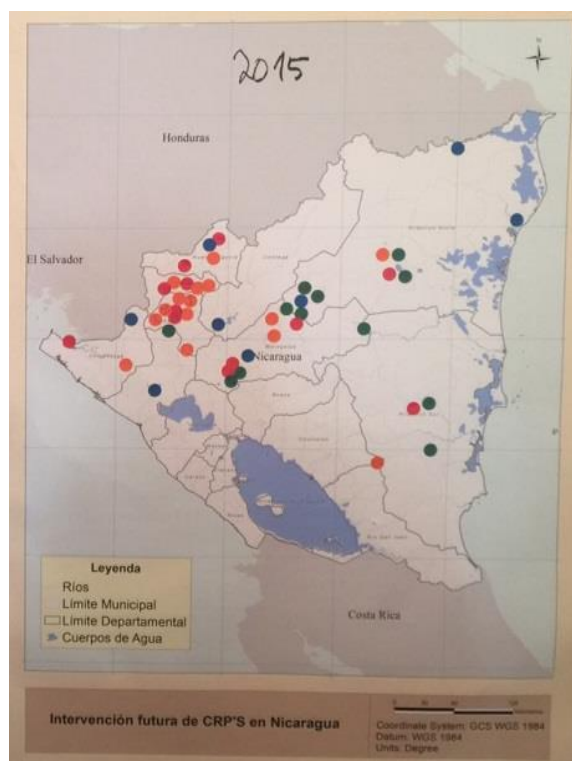 N
2015
Honduras
El Salvador
Nicaragua
Costa Rica
Leyenda
Ríos
Límite Municipal
Límite Departamental
Cuerpos de Agua
Intervención futura de CRP'S en Nicaragua
Coordinate System: GCS WGS 1984
Datum: WGS 1984
Units: Degree